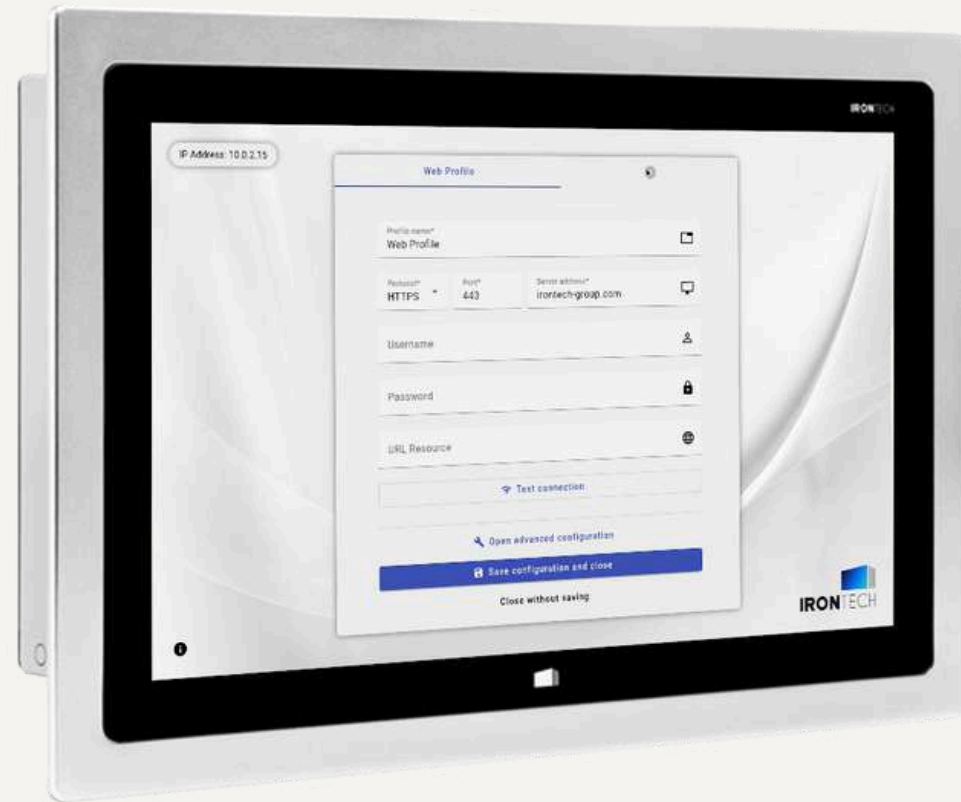 IRONTECH
IP Address: 10.0.2.15
Web Profile
Profile name*
Web Profile
Protocol* Port* Server address*
HTTPS 443 irontech-group.com
Username
Password
URL Resource
Test connection
Open advanced configuration
Save configuration and close
Close without saving
IRONTECH